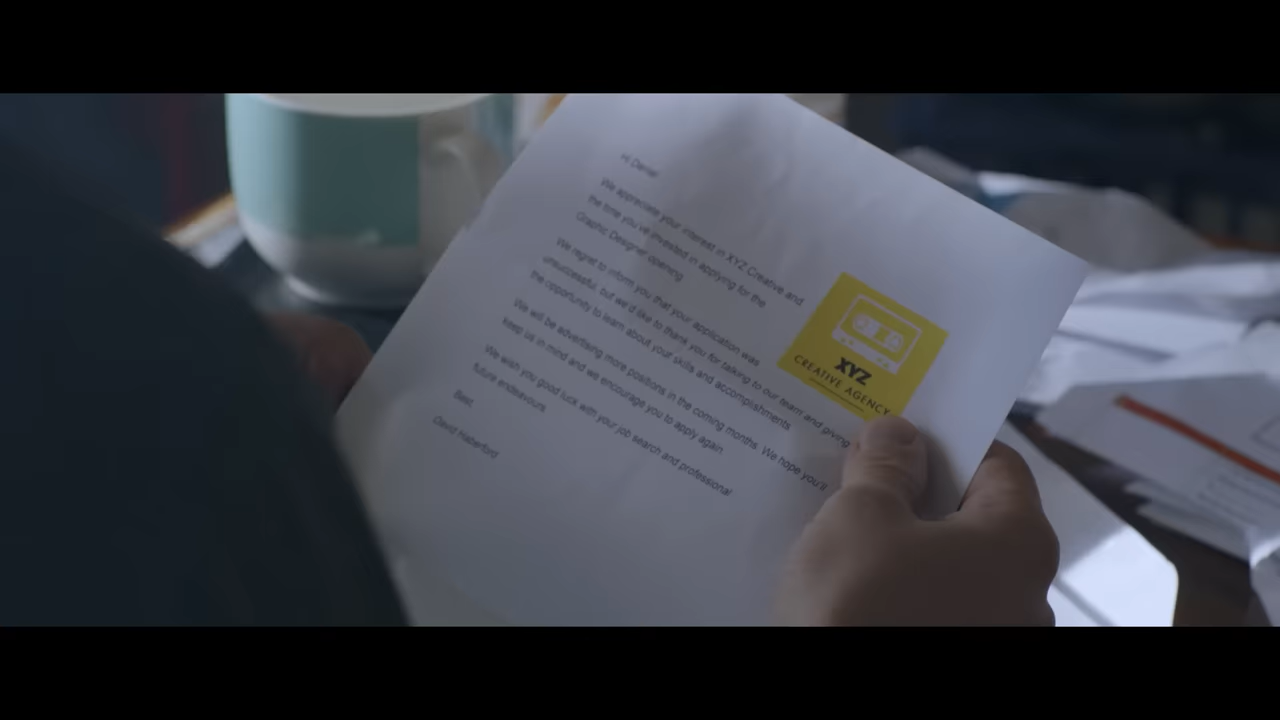 Hi Daniel
We appreciate your interest in XYZ Creative and
the time you've invested in applying for the
Graphic Designer opening.
We regret to inform you that your application was
unsuccessful, but we'd like to thank you for talking to our team and giving
the opportunity to learn about your skills and accomplishments.
We will be advertising more positions in the coming months. We hope you'll
keep us in mind and we encourage you to apply again
We wish you good luck with your job search and professional
future endeavours
Best
David Haberford
XYZ
CREATIVE AGENCY